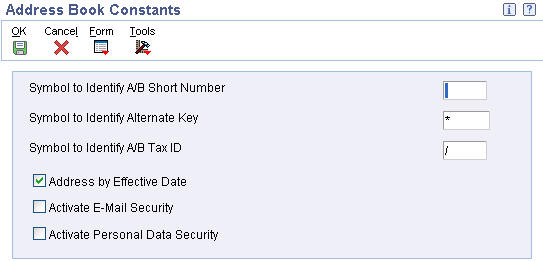 Address Book Constants
OK Cancel Form Tools
Symbol to Identify A/B Short Number
Symbol to Identify Alternate Key *
Symbol to Identify A/B Tax ID /
Address by Effective Date
Activate E-Mail Security
Activate Personal Data Security